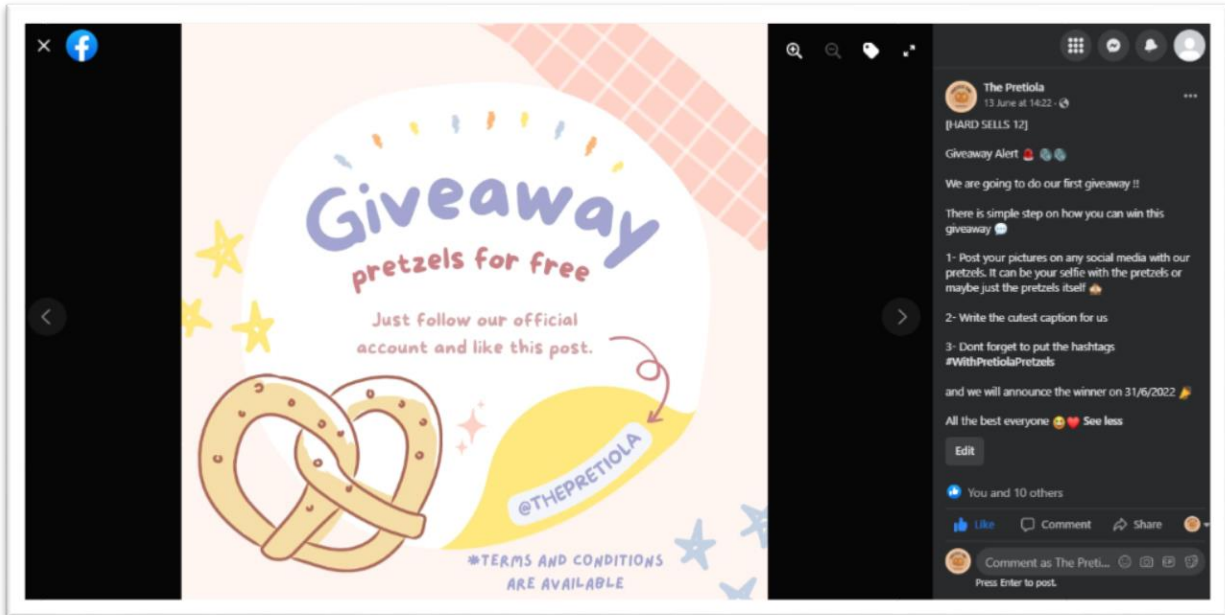 Giveaway
pretzels for free
Just follow our official
account and like this post.
@THEPRETIOLA
*TERMS AND CONDITIONS
ARE AVAILABLE
The Pretiola
13 June at 14:22 ·
[HARD SELLS 12]
Giveaway Alert
We are going to do our first giveaway !!
There is simple step on how you can win this
giveaway
1- Post your pictures on any social media with our
pretzels. It can be your selfie with the pretzels or
maybe just the pretzels itself
2- Write the cutest caption for us
3- Dont forget to put the hashtags
#WithPretiolaPretzels
and we will announce the winner on 31/6/2022
All the best everyone See less
Edit
You and 10 others
Like Comment Share
Comment as The Preti...
Press Enter to post.